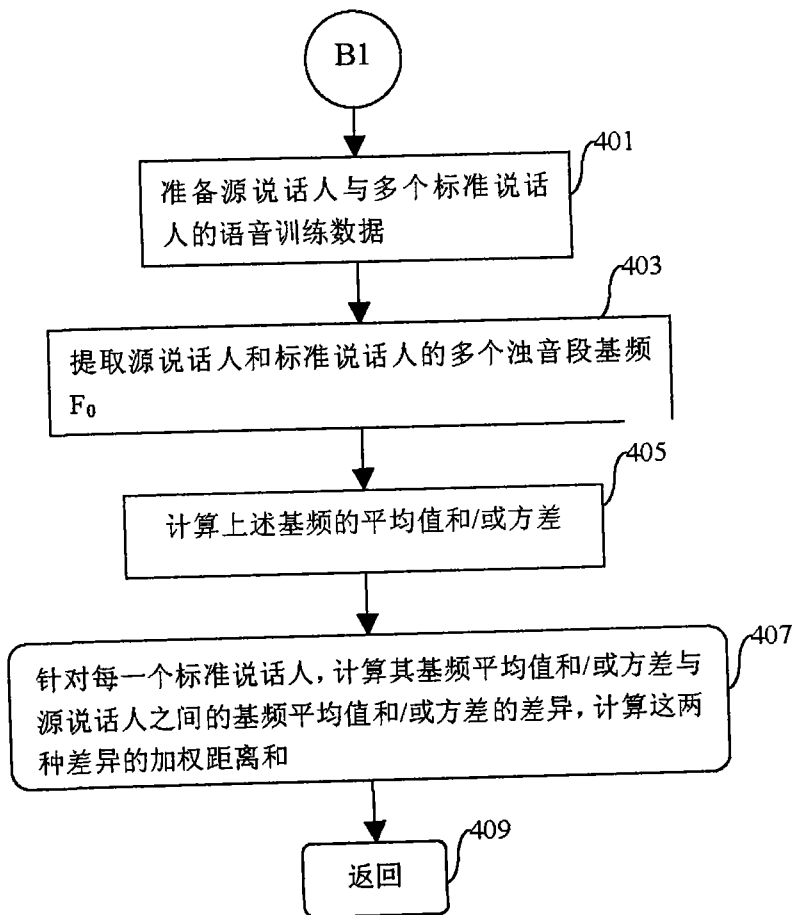 B1
401
准备源说话人与多个标准说话
人的语音训练数据
403
提取源说话人和标准说话人的多个浊音段基频
F₀
405
计算上述基频的平均值和/或方差
407
针对每一个标准说话人,计算其基频平均值和/或方差与
源说话人之间的基频平均值和/或方差的差异,计算这两
种差异的加权距离和
409
返回